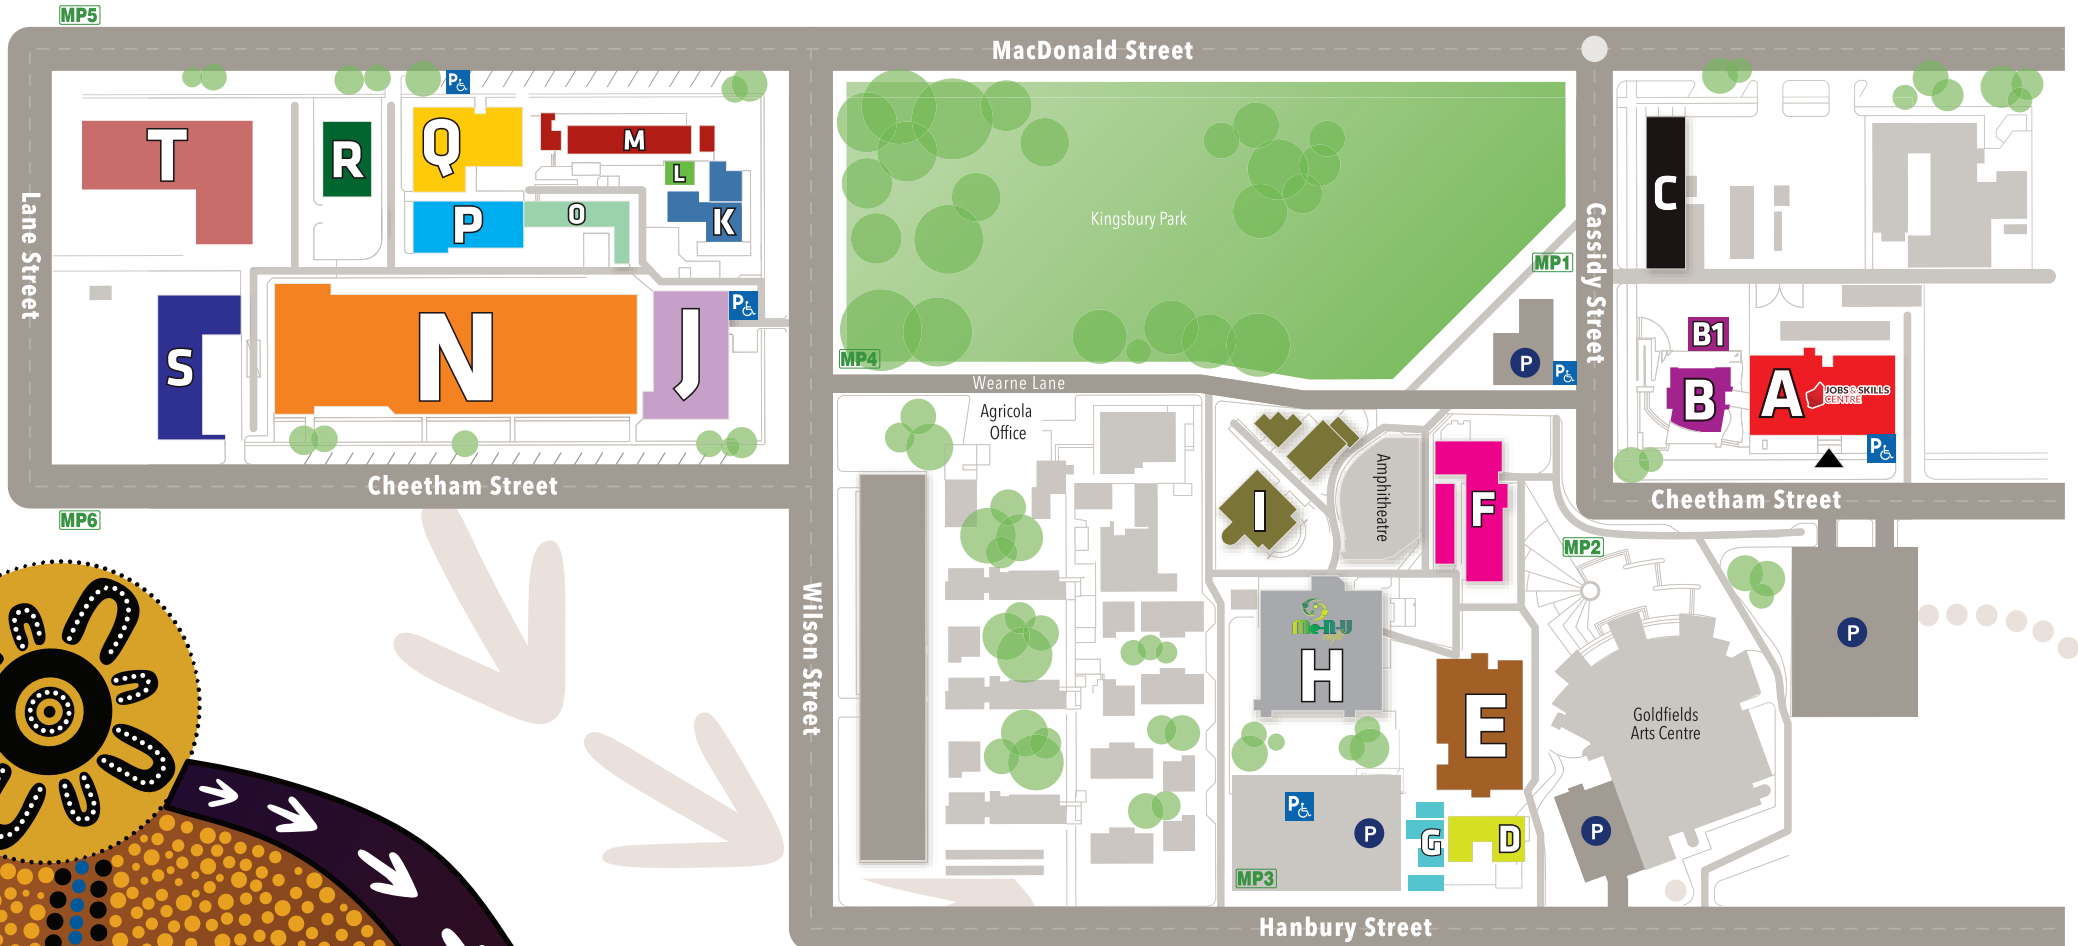 MP5
MacDonald Street
P
T
R
Q
M
L
K
P
O
Lane Street
S
N
J
P
Cheetham Street
MP6
Kingsbury Park
MP1
MP4
P
P
Wearne Lane
Cassidy Street
C
B1
B
A
JOBS & SKILLS
CENTRE
P
Cheetham Street
Agricola
Office
Wilson Street
I
Amphitheatre
F
MP2
Me-n-U
H
E
Goldfields
Arts Centre
P
P
P
P
G
D
MP3
Hanbury Street